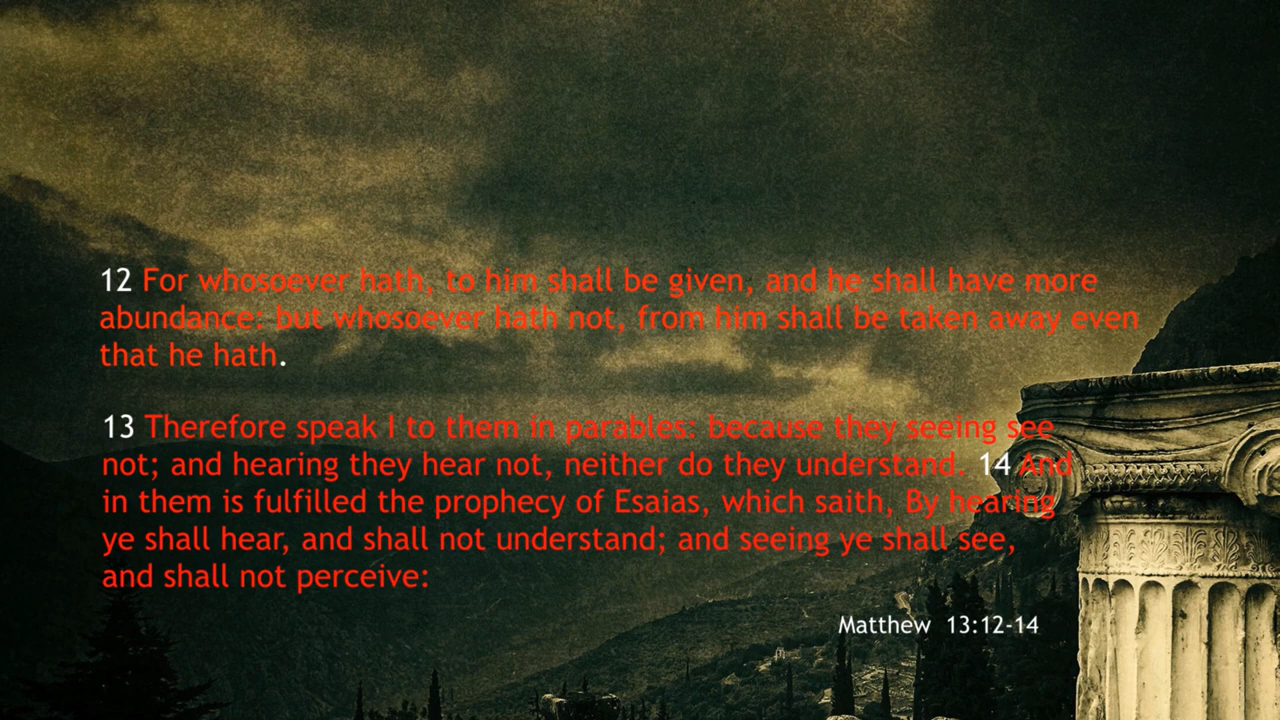 12 For whosoever hath, to him shall be given, and he shall have more
abundance: but whosoever hath not, from him shall be taken away even
that he hath.
13 Therefore speak I to them in parables: because they seeing see
not; and hearing they hear not, neither do they understand. 14 And
in them is fulfilled the prophecy of Esaias, which saith, By hearing
ye shall hear, and shall not understand; and seeing ye shall see,
and shall not perceive:
Matthew 13:12-14